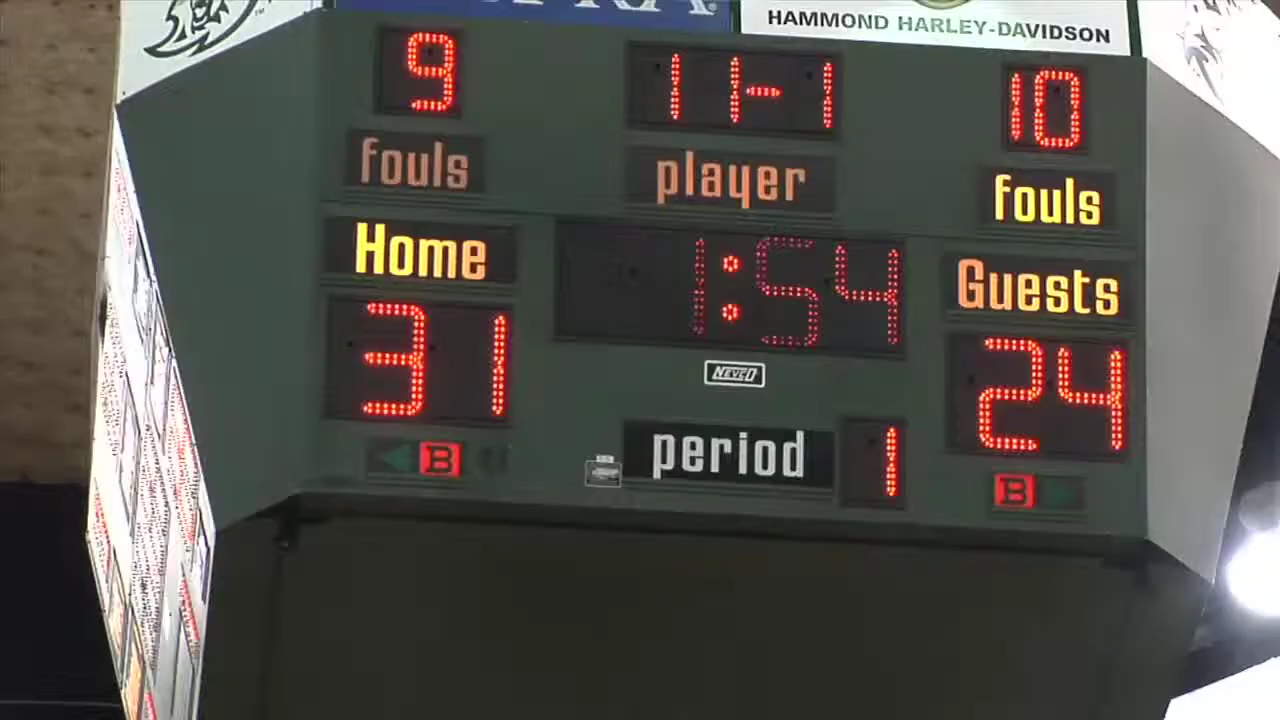 HAMMOND HARLEY-DAVIDSON
9
11-1
10
fouls
player
fouls
Home
1:54
Guests
31
24
NEVCO
B
period
1
B